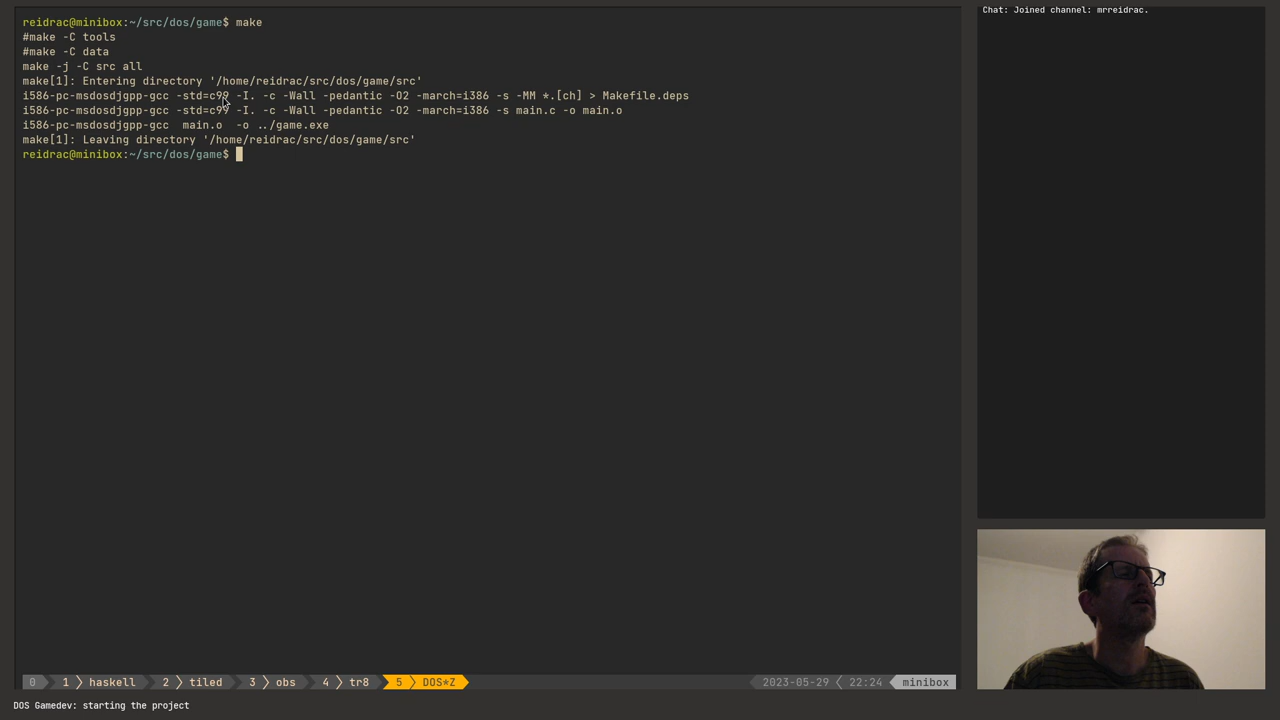 reidrac@minibox:~/src/dos/game$ make
#make -C tools
#make -C data
make -j -C src all
make[1]: Entering directory '/home/reidrac/src/dos/game/src'
i586-pc-msdosdjgpp-gcc -std=c99 -I. -c -Wall -pedantic -O2 -march=i386 -s -MM *.[ch] > Makefile.deps
i586-pc-msdosdjgpp-gcc -std=c99 -I. -c -Wall -pedantic -O2 -march=i386 -s main.c -o main.o
i586-pc-msdosdjgpp-gcc  main.o  -o ../game.exe
make[1]: Leaving directory '/home/reidrac/src/dos/game/src'
reidrac@minibox:~/src/dos/game$
Chat: Joined channel: mrreidrac.
0 1 haskell 2 tiled 3 obs 4 tr8 5 DOS*Z 2023-05-29 22:24 minibox
DOS Gamedev: starting the project